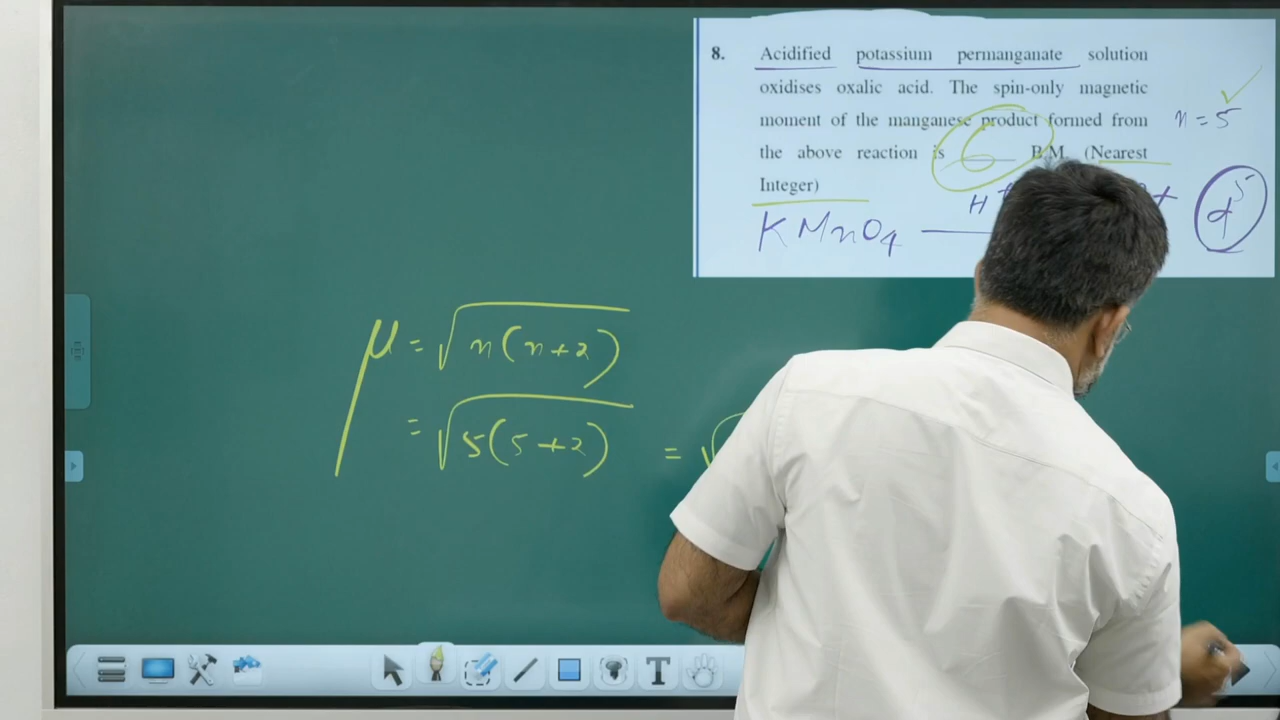 8. Acidified potassium permanganate solution
oxidises oxalic acid. The spin-only magnetic
moment of the manganese product formed from
n = 5
the above reaction is 6 B.M. (Nearest
Integer)
KMnO4 H+ + d5
μ = √n(n+2)
= √5(5+2) = √
T